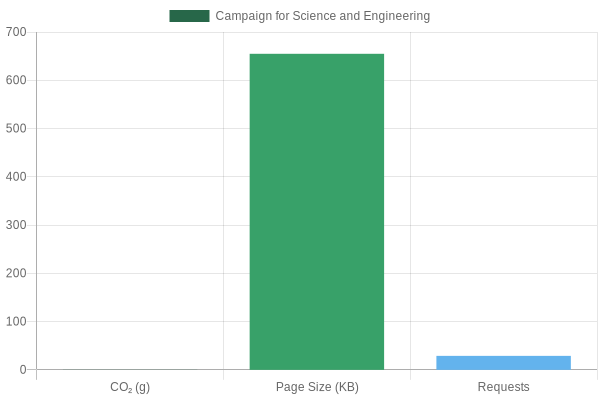 Campaign for Science and Engineering
700
600
500
400
300
200
100
0
CO₂ (g)
Page Size (KB)
Requests